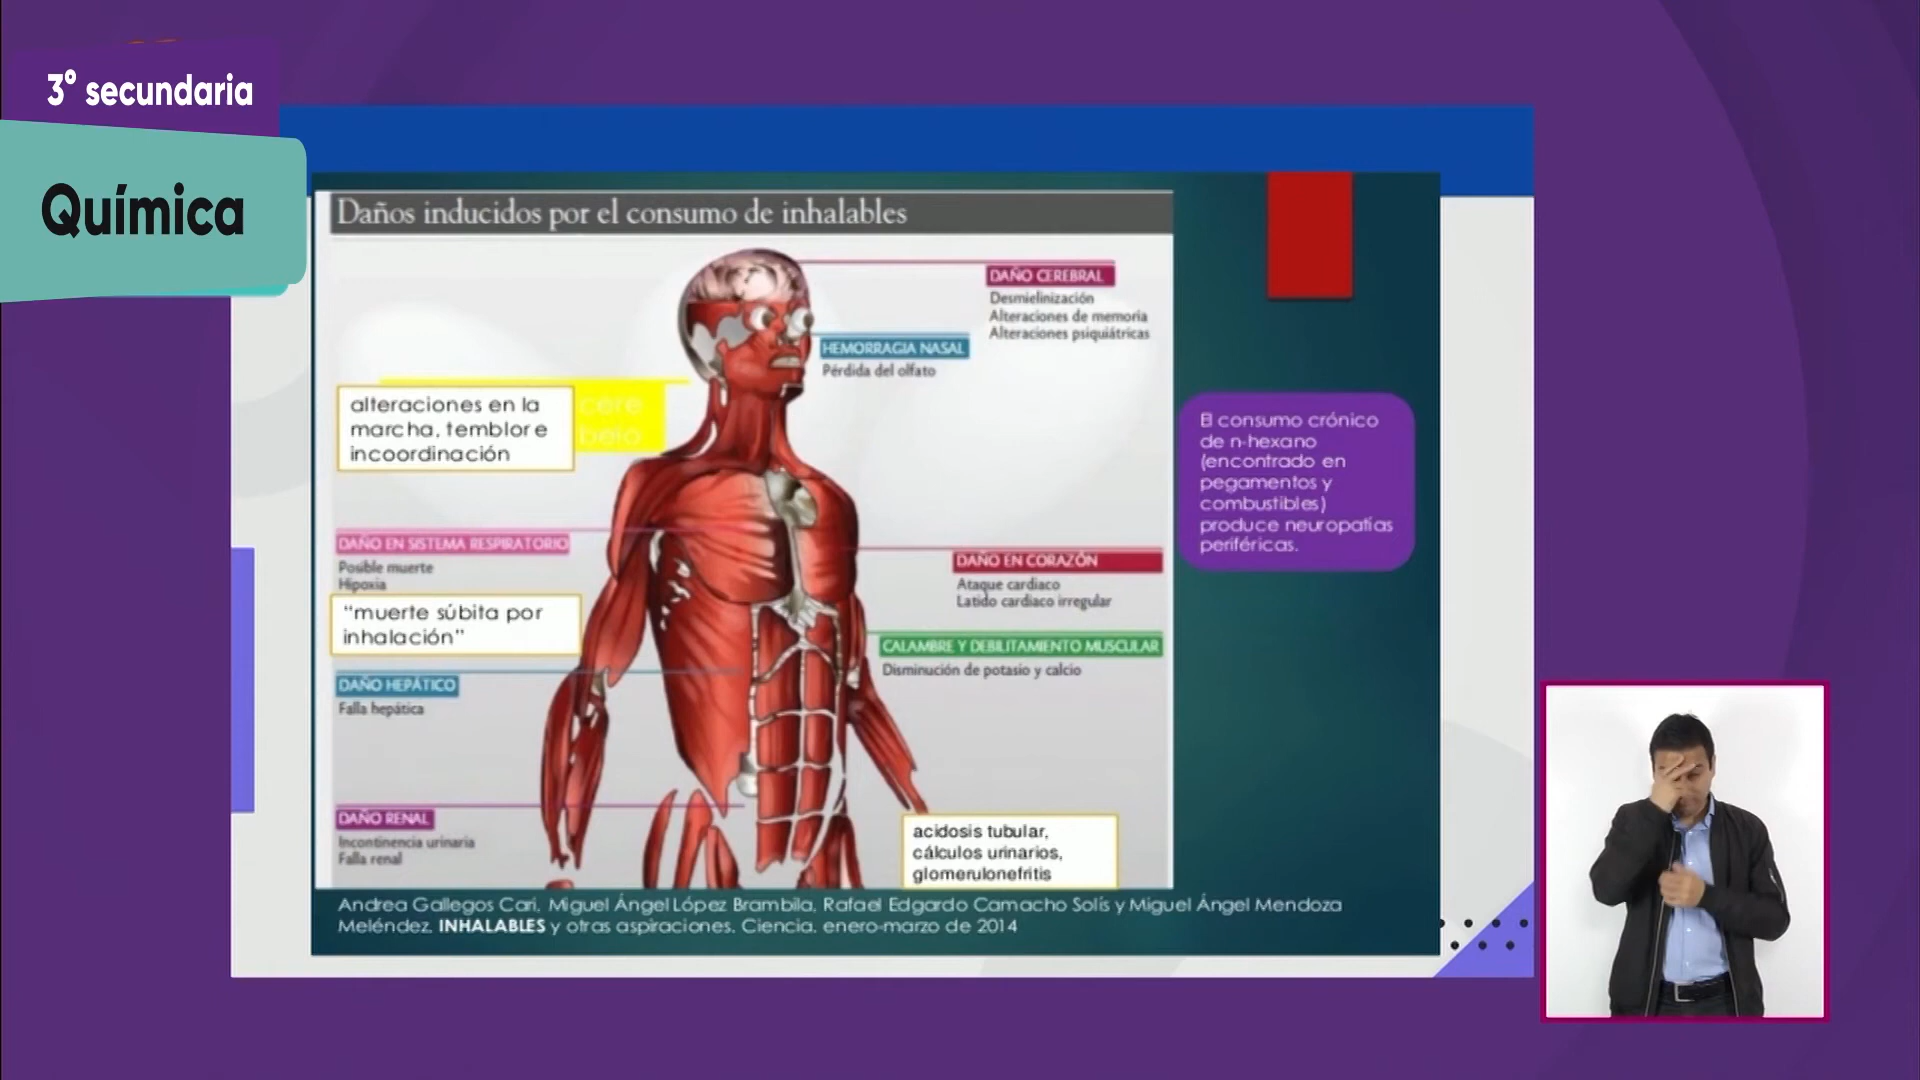 3° secundaria
Química
Daños inducidos por el consumo de inhalables
DAÑO CEREBRAL
Desmielinización
Alteraciones de memoria
Alteraciones psiquiátricas
HEMORRAGIA NASAL
Pérdida del olfato
alteraciones en la
marcha, temblor e
incoordinación
cere
belo
El consumo crónico
de n-hexano
(encontrado en
pegamentos y
combustibles)
produce neuropatías
periféricas.
DAÑO EN SISTEMA RESPIRATORIO
Posible muerte
Hipoxia
“muerte súbita por
inhalación”
DAÑO EN CORAZÓN
Ataque cardiaco
Latido cardiaco irregular
CALAMBRE Y DEBILITAMIENTO MUSCULAR
Disminución de potasio y calcio
DAÑO HEPÁTICO
Falla hepática
DAÑO RENAL
Incontinencia urinaria
Falla renal
acidosis tubular,
cálculos urinarios,
glomerulonefritis
Andrea Gallegos Cari, Miguel Ángel López Brambila, Rafael Edgardo Camacho Solís y Miguel Ángel Mendoza
Meléndez. INHALABLES y otras aspiraciones. Ciencia. enero-marzo de 2014